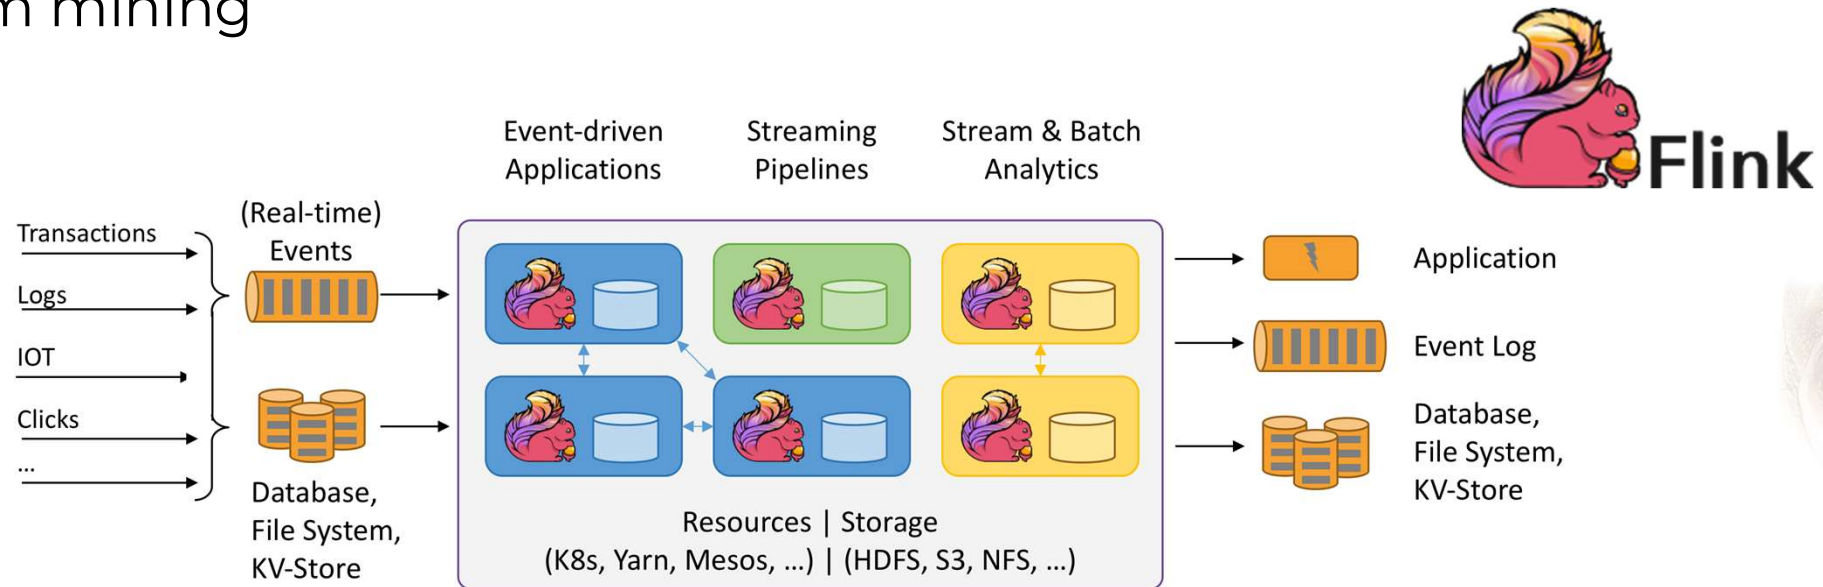 mining
Event-driven
Applications
Streaming
Pipelines
Stream & Batch
Analytics
Flink
Transactions
Logs
IOT
Clicks
...
(Real-time)
Events
Database,
File System,
KV-Store
Resources | Storage
(K8s, Yarn, Mesos, ...) | (HDFS, S3, NFS, ...)
Application
Event Log
Database,
File System,
KV-Store